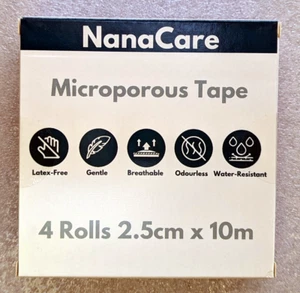 NanaCare
Microporous Tape
Latex-Free Gentle Breathable Odourless Water-Resistant
4 Rolls 2.5cm x 10m